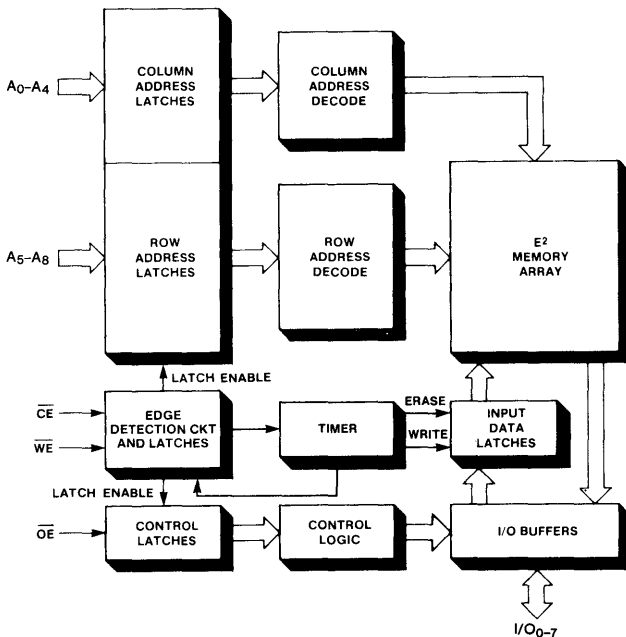 A0–A4
COLUMN
ADDRESS
LATCHES
COLUMN
ADDRESS
DECODE
A5–A8
ROW
ADDRESS
LATCHES
ROW
ADDRESS
DECODE
E²
MEMORY
ARRAY
LATCH ENABLE
CE
WE
EDGE
DETECTION CKT
AND LATCHES
TIMER
ERASE
WRITE
INPUT
DATA
LATCHES
LATCH ENABLE
OE
CONTROL
LATCHES
CONTROL
LOGIC
I/O BUFFERS
I/O0–7